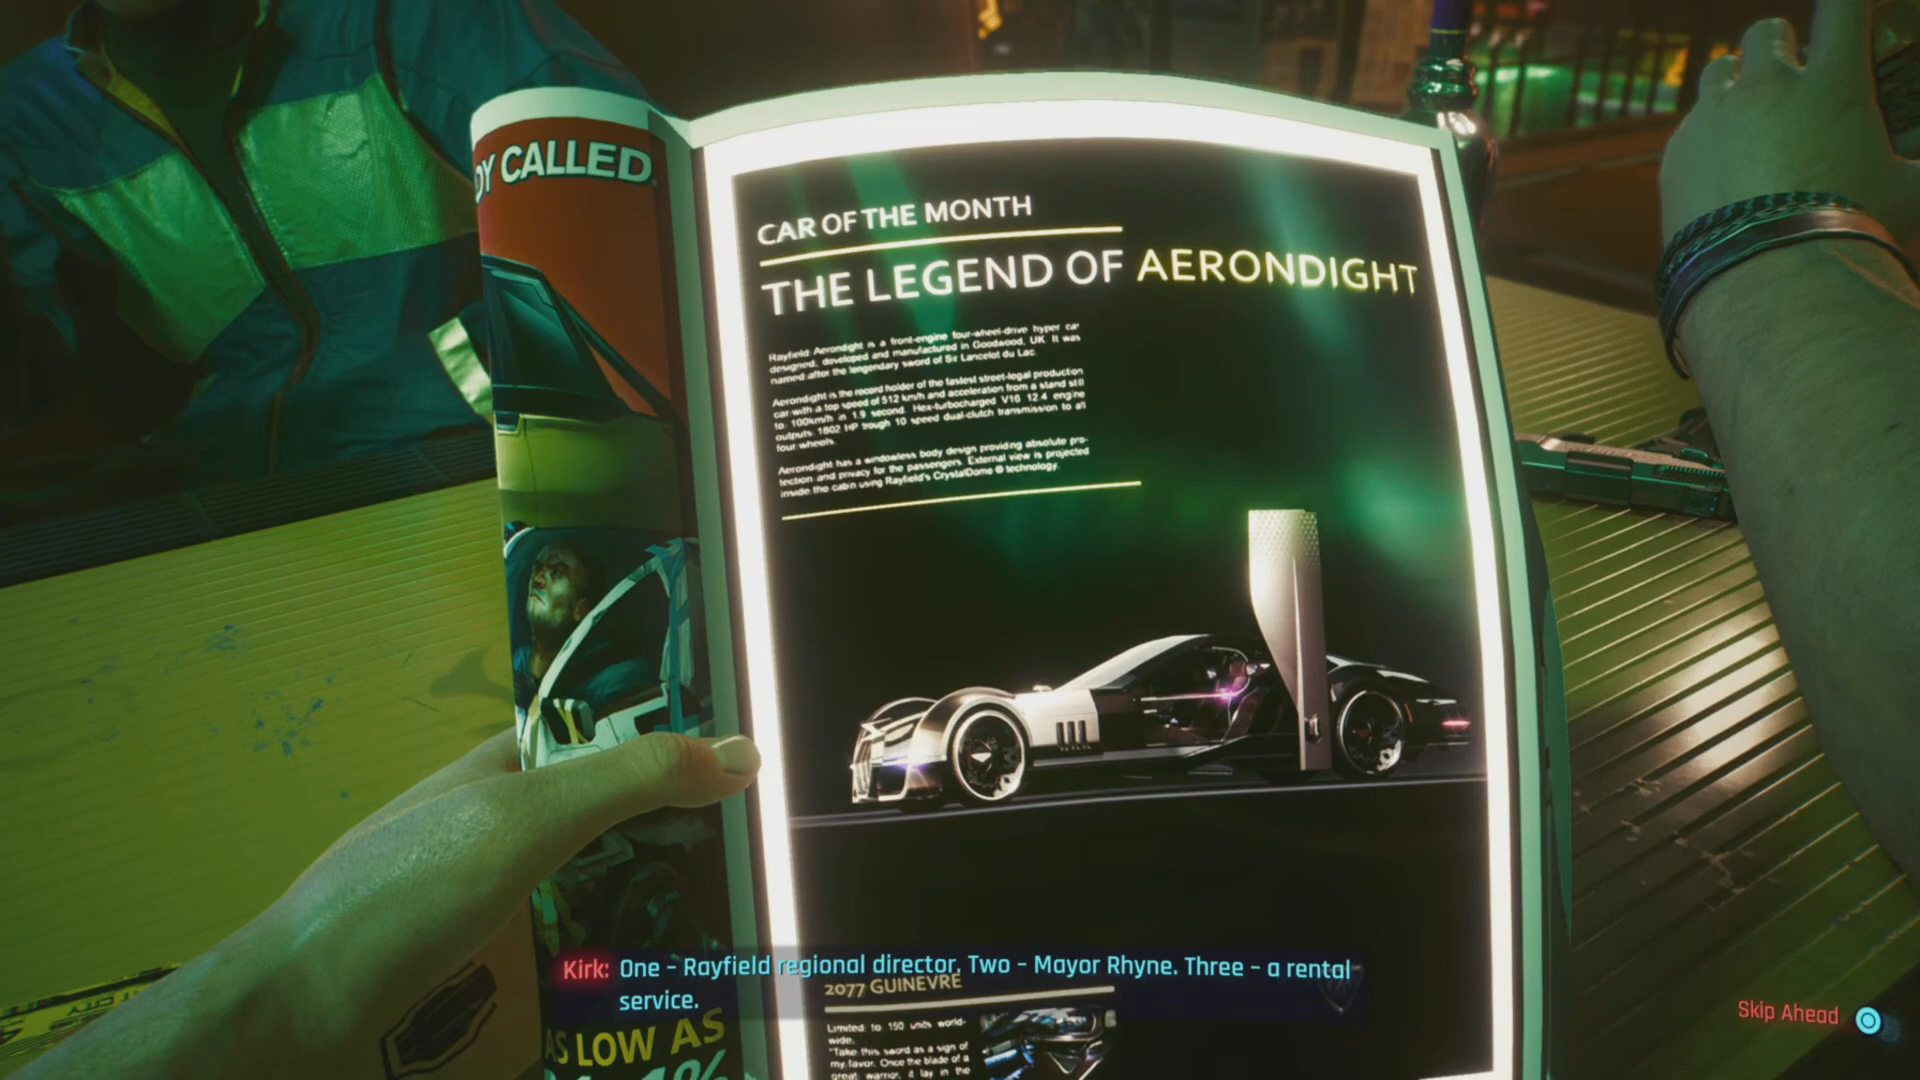 DY CALLED.
CAR OF THE MONTH
THE LEGEND OF AERONDIGHT
Rayfield Aerondight is a front-engine four-wheel-drive hyper car
designed, developed and manufactured in Goodwood, UK. It was
named after the lengendary sword of Sir Lancelot du Lac.
Aerondight is the record holder of the fastest street-legal production
car with a top speed of 512 km/h and acceleration from a stand still
to 100km/h in 1.9 second. Hex-turbocharged V16 12.4 engine
outputs 1802 HP trough 10 speed dual-clutch transmission to all
four wheels.
Aerondight has a windowless body design providing absolute pro-
tection and privacy for the passengers. External view is projected
inside the cabin using Rayfield's CrystalDome ® technology.
Kirk: One – Rayfield regional director. Two – Mayor Rhyne. Three – a rental
service.
2077 GUINEVRE
Limited to 150 units world-
wide.
"Take this sword as a sign of
my favor. Once the blade of a
great warrior, it lay in the
AS LOW AS
Skip Ahead